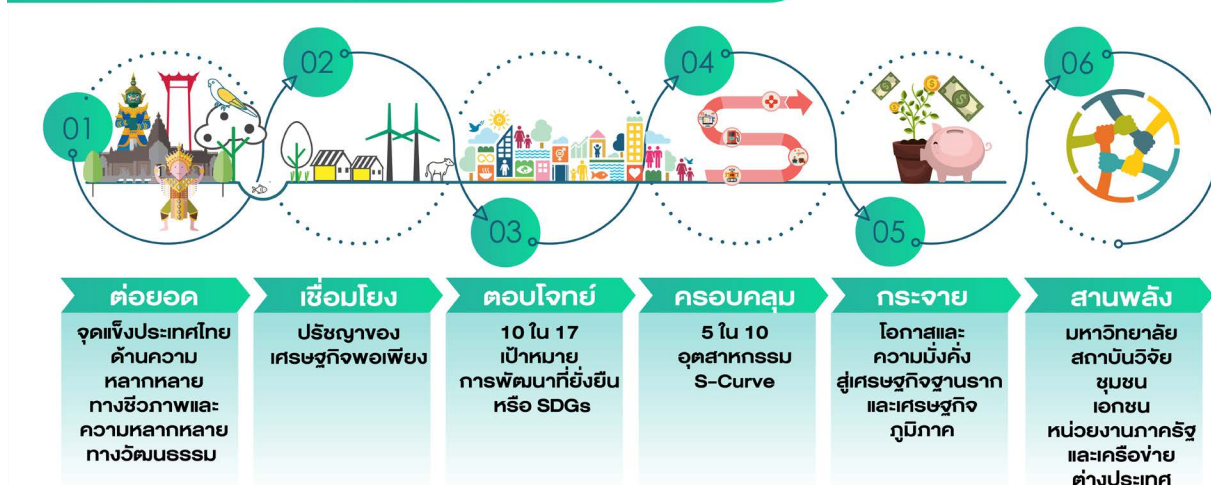 01
02
03
04
05
06
ต่อยอด
จุดแข็งประเทศไทย
ด้านความ
หลากหลาย
ทางชีวภาพและ
ความหลากหลาย
ทางวัฒนธรรม
เชื่อมโยง
ปรัชญาของ
เศรษฐกิจพอเพียง
ตอบโจทย์
10 ใน 17
เป้าหมาย
การพัฒนาที่ยั่งยืน
หรือ SDGs
ครอบคลุม
5 ใน 10
อุตสาหกรรม
S-Curve
กระจาย
โอกาสและ
ความมั่งคั่ง
สู่เศรษฐกิจฐานราก
และเศรษฐกิจ
ภูมิภาค
สานพลัง
มหาวิทยาลัย
สถาบันวิจัย
ชุมชน
เอกชน
หน่วยงานภาครัฐ
และเครือข่าย
ต่างประเทศ